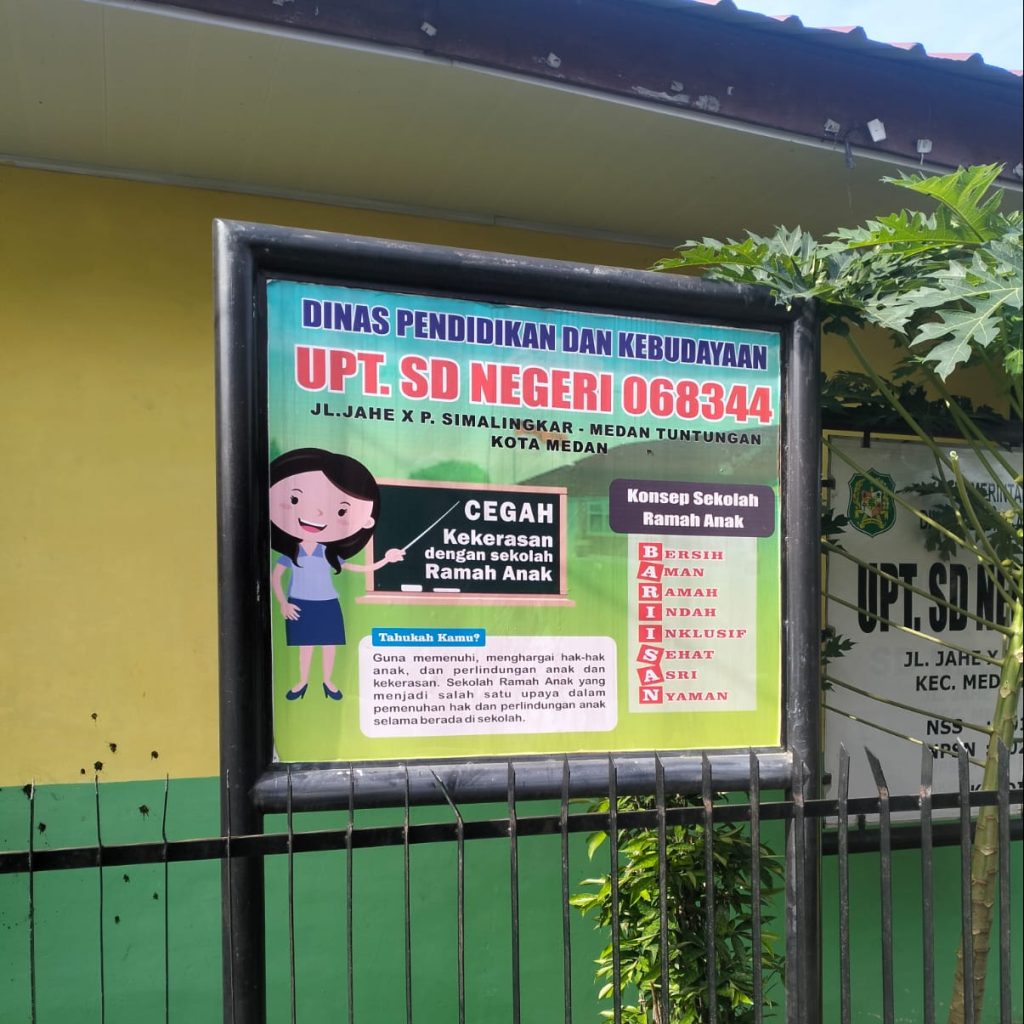 DINAS PENDIDIKAN DAN KEBUDAYAAN
UPT. SD NEGERI 068344
JL.JAHE X P. SIMALINGKAR - MEDAN TUNTUNGAN
KOTA MEDAN
CEGAH
Kekerasan
dengan sekolah
Ramah Anak
Konsep Sekolah
Ramah Anak
BERSIH
AMAN
RAMAH
INDAH
INKLUSIF
SEHAT
ASRI
NYAMAN
Tahukah Kamu?
Guna memenuhi, menghargai hak-hak
anak, dan perlindungan anak dan
kekerasan. Sekolah Ramah Anak yang
menjadi salah satu upaya dalam
pemenuhan hak dan perlindungan anak
selama berada di sekolah.
UPT. SD
JL. JAHE X
KEC. MED
NSS
NPSN